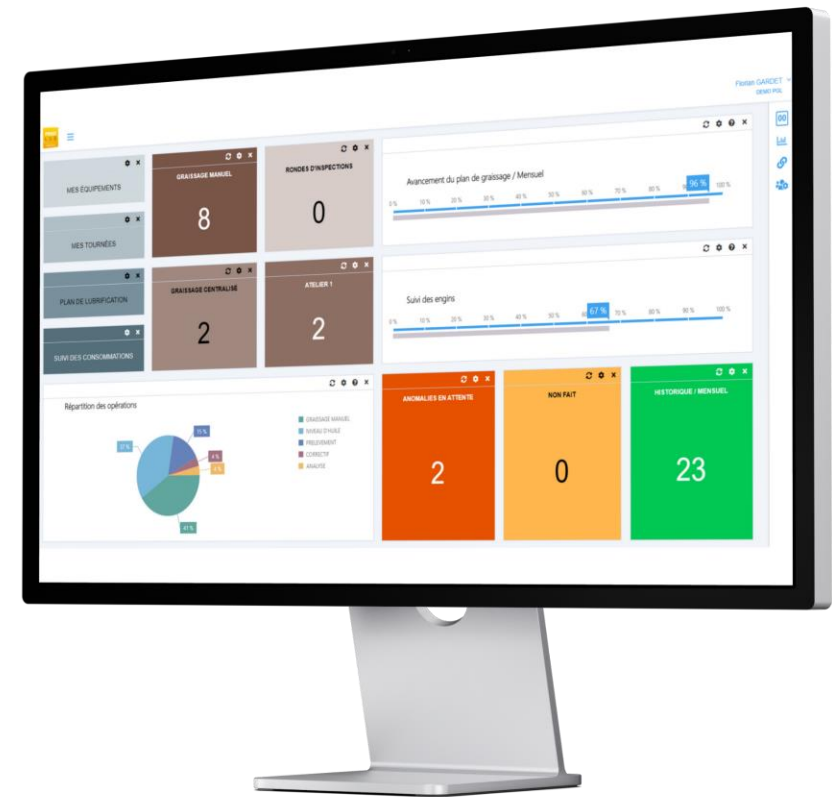 Florian GARDET
DEMO POL
MES ÉQUIPEMENTS
MES TOURNÉES
PLAN DE LUBRIFICATION
SUIVI DES CONSOMMATIONS
GRAISSAGE MANUEL
8
RONDES D'INSPECTIONS
0
GRAISSAGE CENTRALISÉ
2
ATELIER 1
2
Avancement du plan de graissage / Mensuel
96 %
0 % 10 % 20 % 30 % 40 % 50 % 60 % 70 % 80 % 100 %
Suivi des engins
67 %
0 % 10 % 20 % 30 % 40 % 50 % 70 % 80 % 90 % 100 %
Répartition des opérations
11 %
4 %
4 %
41 %
GRAISSAGE MANUEL
NIVEAU D'HUILE
PRELEVEMENT
CORRECTIF
ANALYSE
ANOMALIES EN ATTENTE
2
NON FAIT
0
HISTORIQUE / MENSUEL
23